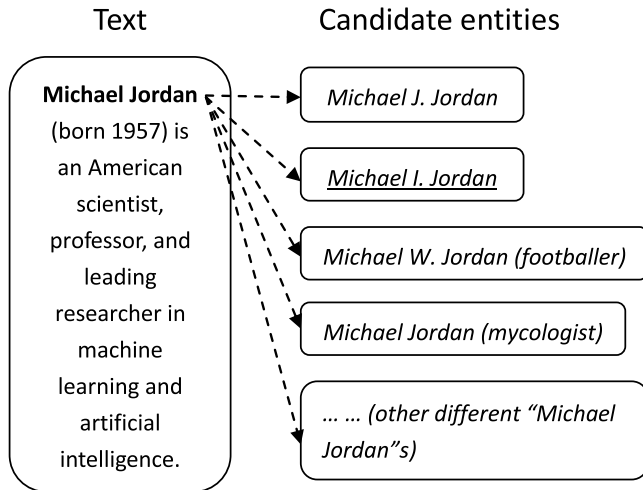 Text
Michael Jordan
(born 1957) is
an American
scientist,
professor, and
leading
researcher in
machine
learning and
artificial
intelligence.
Candidate entities
Michael J. Jordan
Michael I. Jordan
Michael W. Jordan (footballer)
Michael Jordan (mycologist)
… … (other different “Michael
Jordan”s)